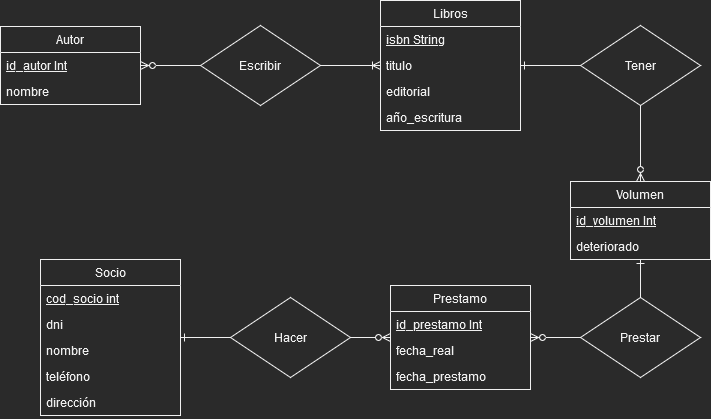 Autor
id_autor Int
nombre
Escribir
Libros
isbn String
titulo
editorial
año_escritura
Tener
Volumen
id_volumen Int
deteriorado
Socio
cod_socio int
dni
nombre
teléfono
dirección
Hacer
Prestamo
id_prestamo Int
fecha_real
fecha_prestamo
Prestar